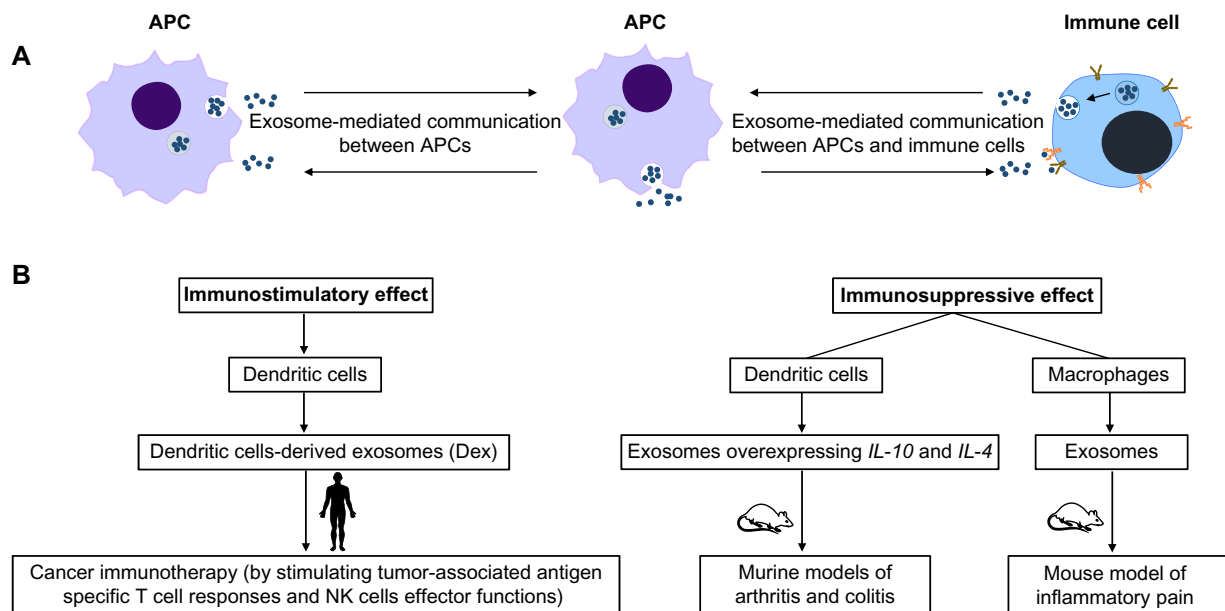 APC
APC
Immune cell
A
Exosome-mediated communication
between APCs
Exosome-mediated communication
between APCs and immune cells
B
Immunostimulatory effect
Dendritic cells
Dendritic cells-derived exosomes (Dex)
Cancer immunotherapy (by stimulating tumor-associated antigen
specific T cell responses and NK cells effector functions)
Immunosuppressive effect
Dendritic cells
Exosomes overexpressing IL-10 and IL-4
Murine models of
arthritis and colitis
Macrophages
Exosomes
Mouse model of
inflammatory pain